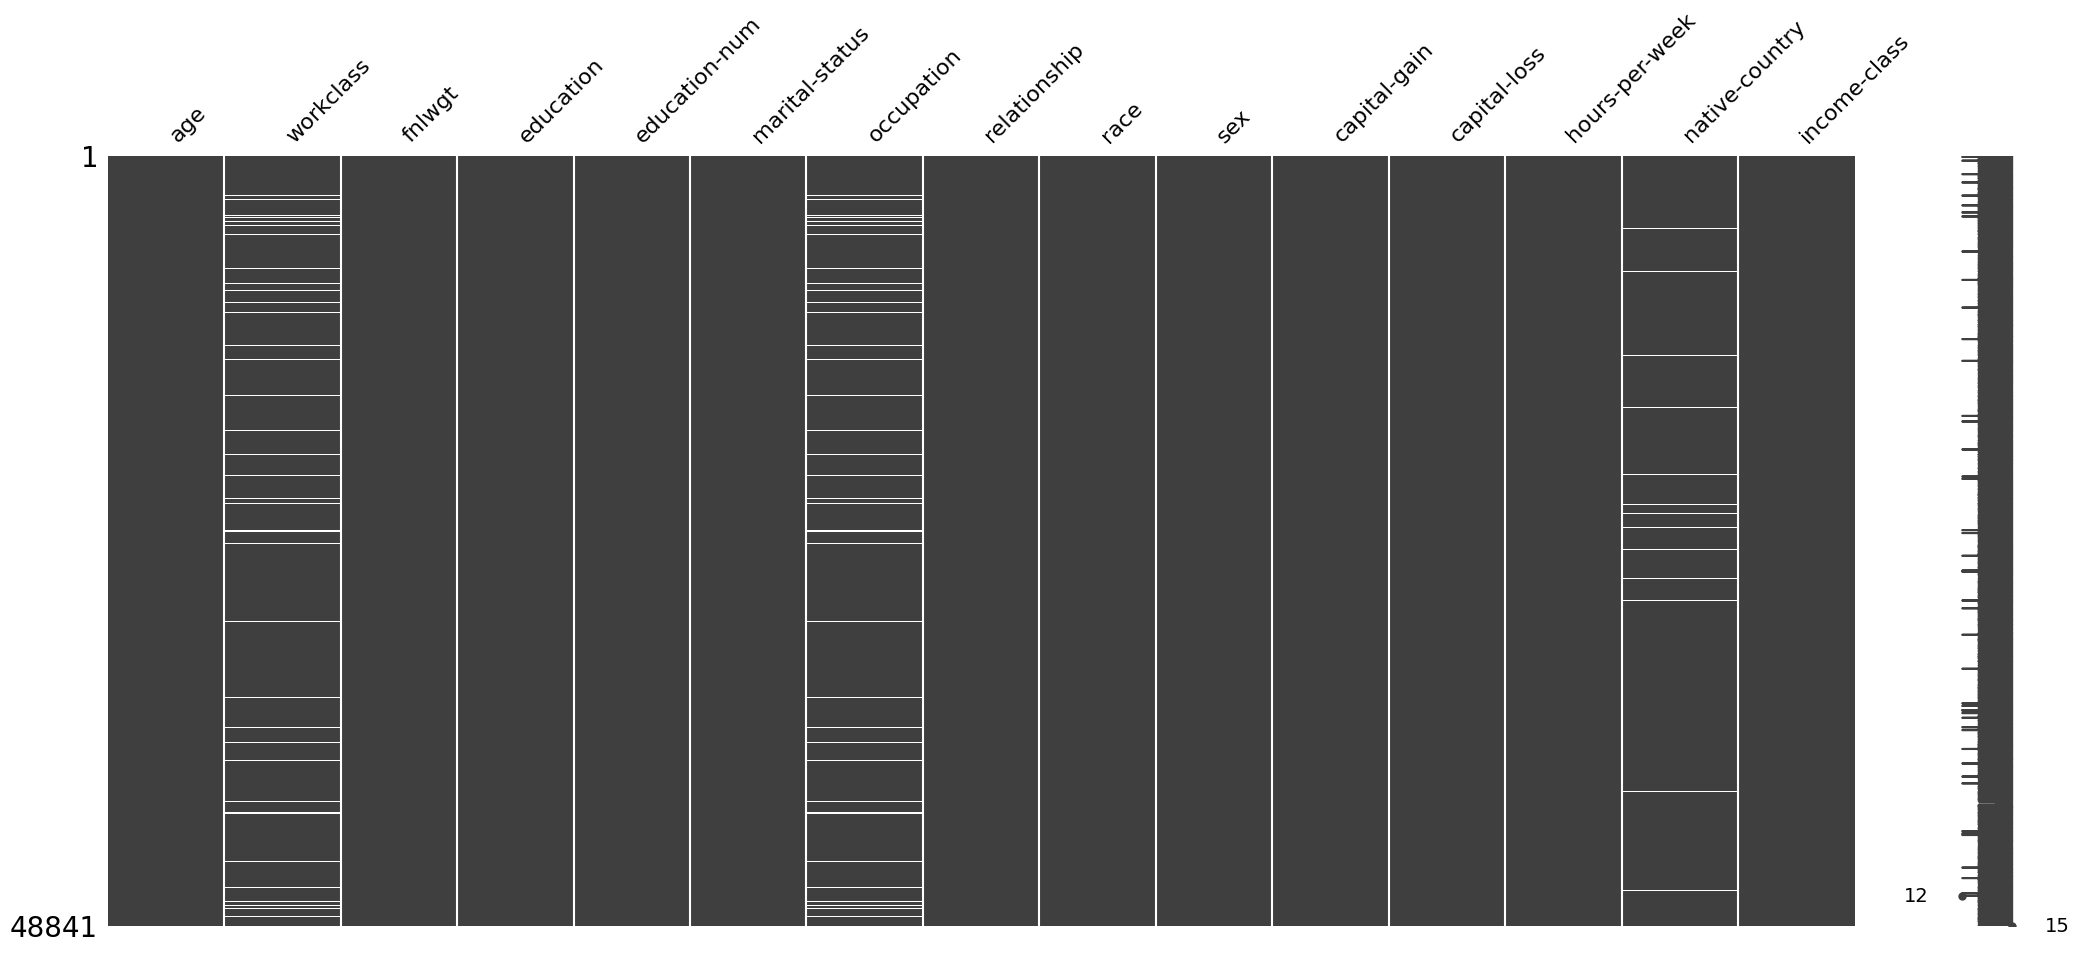 age
workclass
fnlwgt
education
education-num
marital-status
occupation
relationship
race
sex
capital-gain
capital-loss
hours-per-week
native-country
income-class
1
48841
12
15